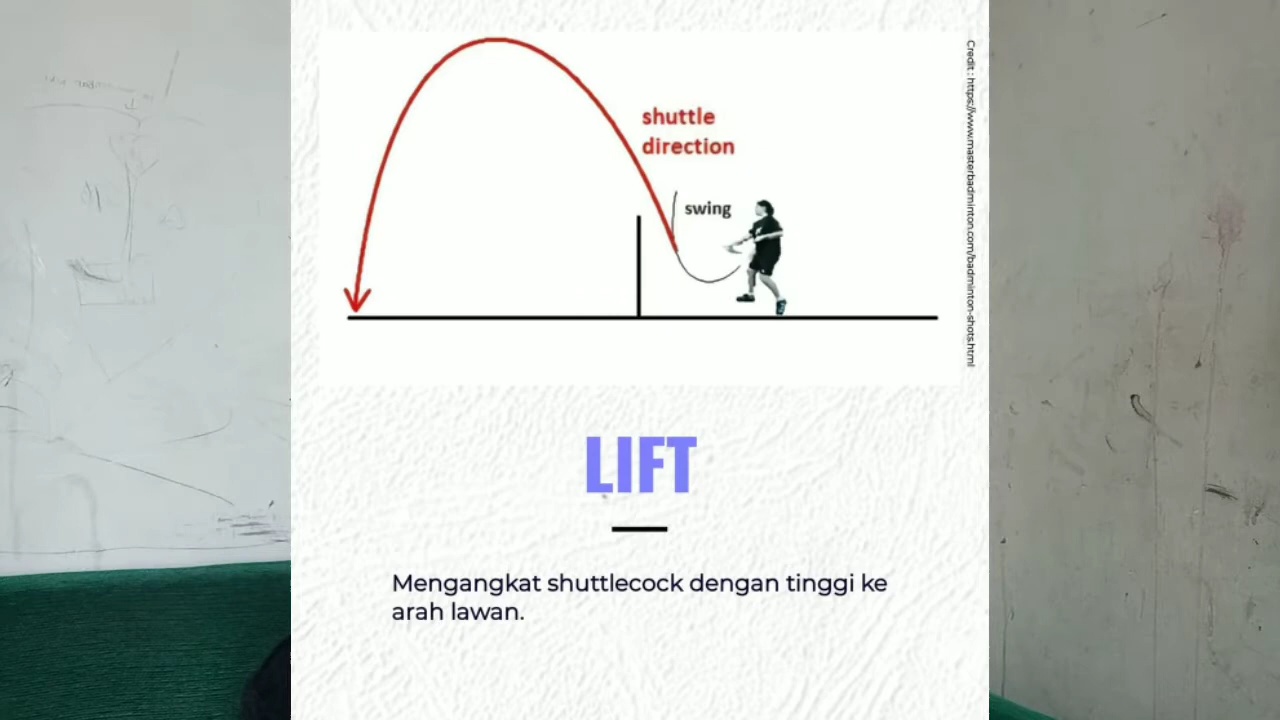 shuttle
direction
swing
Credit : https://www.masterbadminton.com/badminton-shots.html
LIFT
Mengangkat shuttlecock dengan tinggi ke
arah lawan.